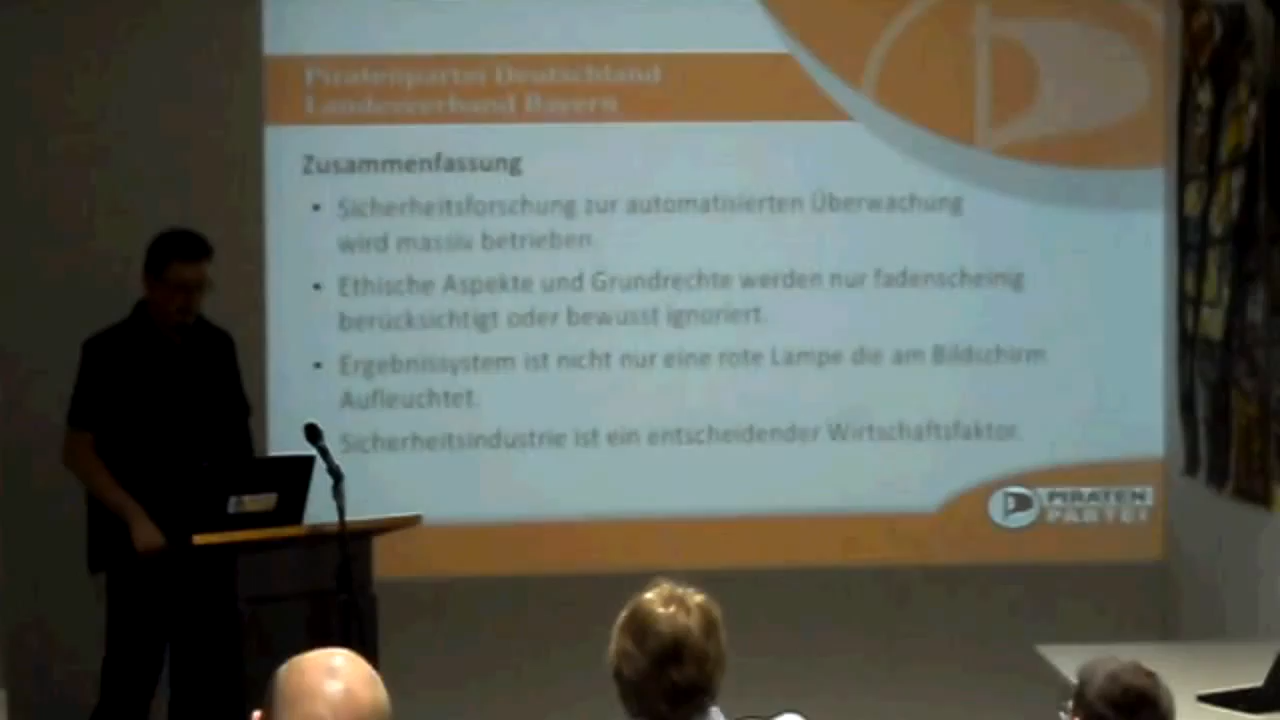 Piratenpartei Deutschland
Landesverband Bayern
Zusammenfassung
• Sicherheitsforschung zur automatisierten Überwachung
wird massiv betrieben.
• Ethische Aspekte und Grundrechte werden nur fadenscheinig
berücksichtigt oder bewusst ignoriert.
• Ergebnissystem ist nicht nur eine rote Lampe die am Bildschirm
Aufleuchtet.
Sicherheitsindustrie ist ein entscheidender Wirtschaftsfaktor.
PIRATEN
PARTEI